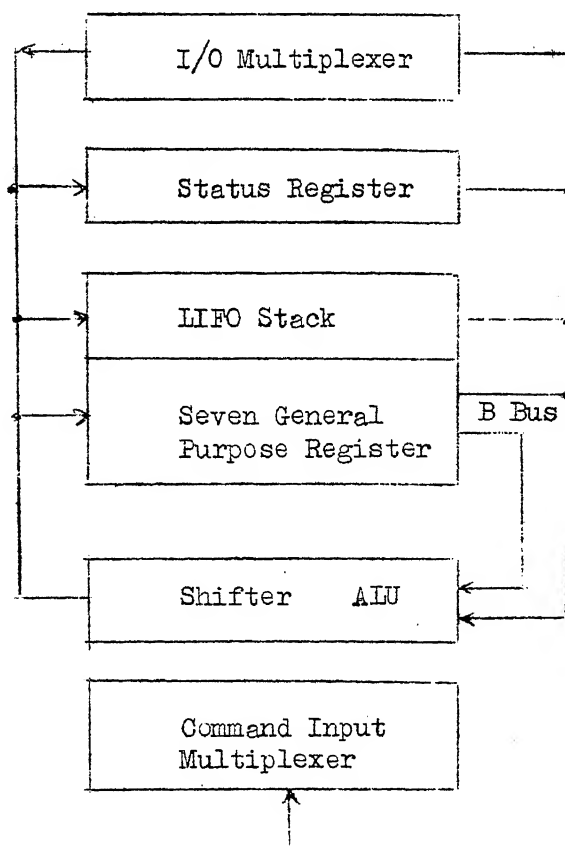 I/O Multiplexer
Status Register
LIFO Stack
Seven General
Purpose Register
B Bus
Shifter ALU
Command Input
Multiplexer